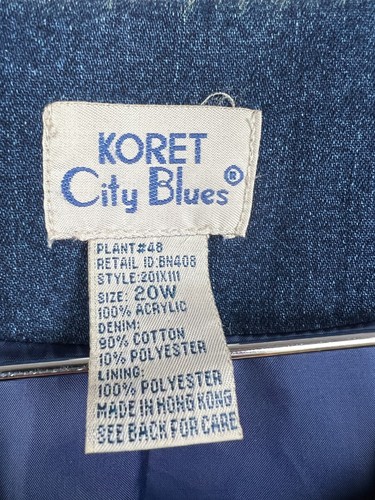 KORET
City Blues®
PLANT#48
RETAIL ID:BN408
STYLE:201X111
SIZE: 20W
100% ACRYLIC
DENIM:
90% COTTON
10% POLYESTER
LINING:
100% POLYESTER
MADE IN HONG KONG
SEE BACK FOR CARE